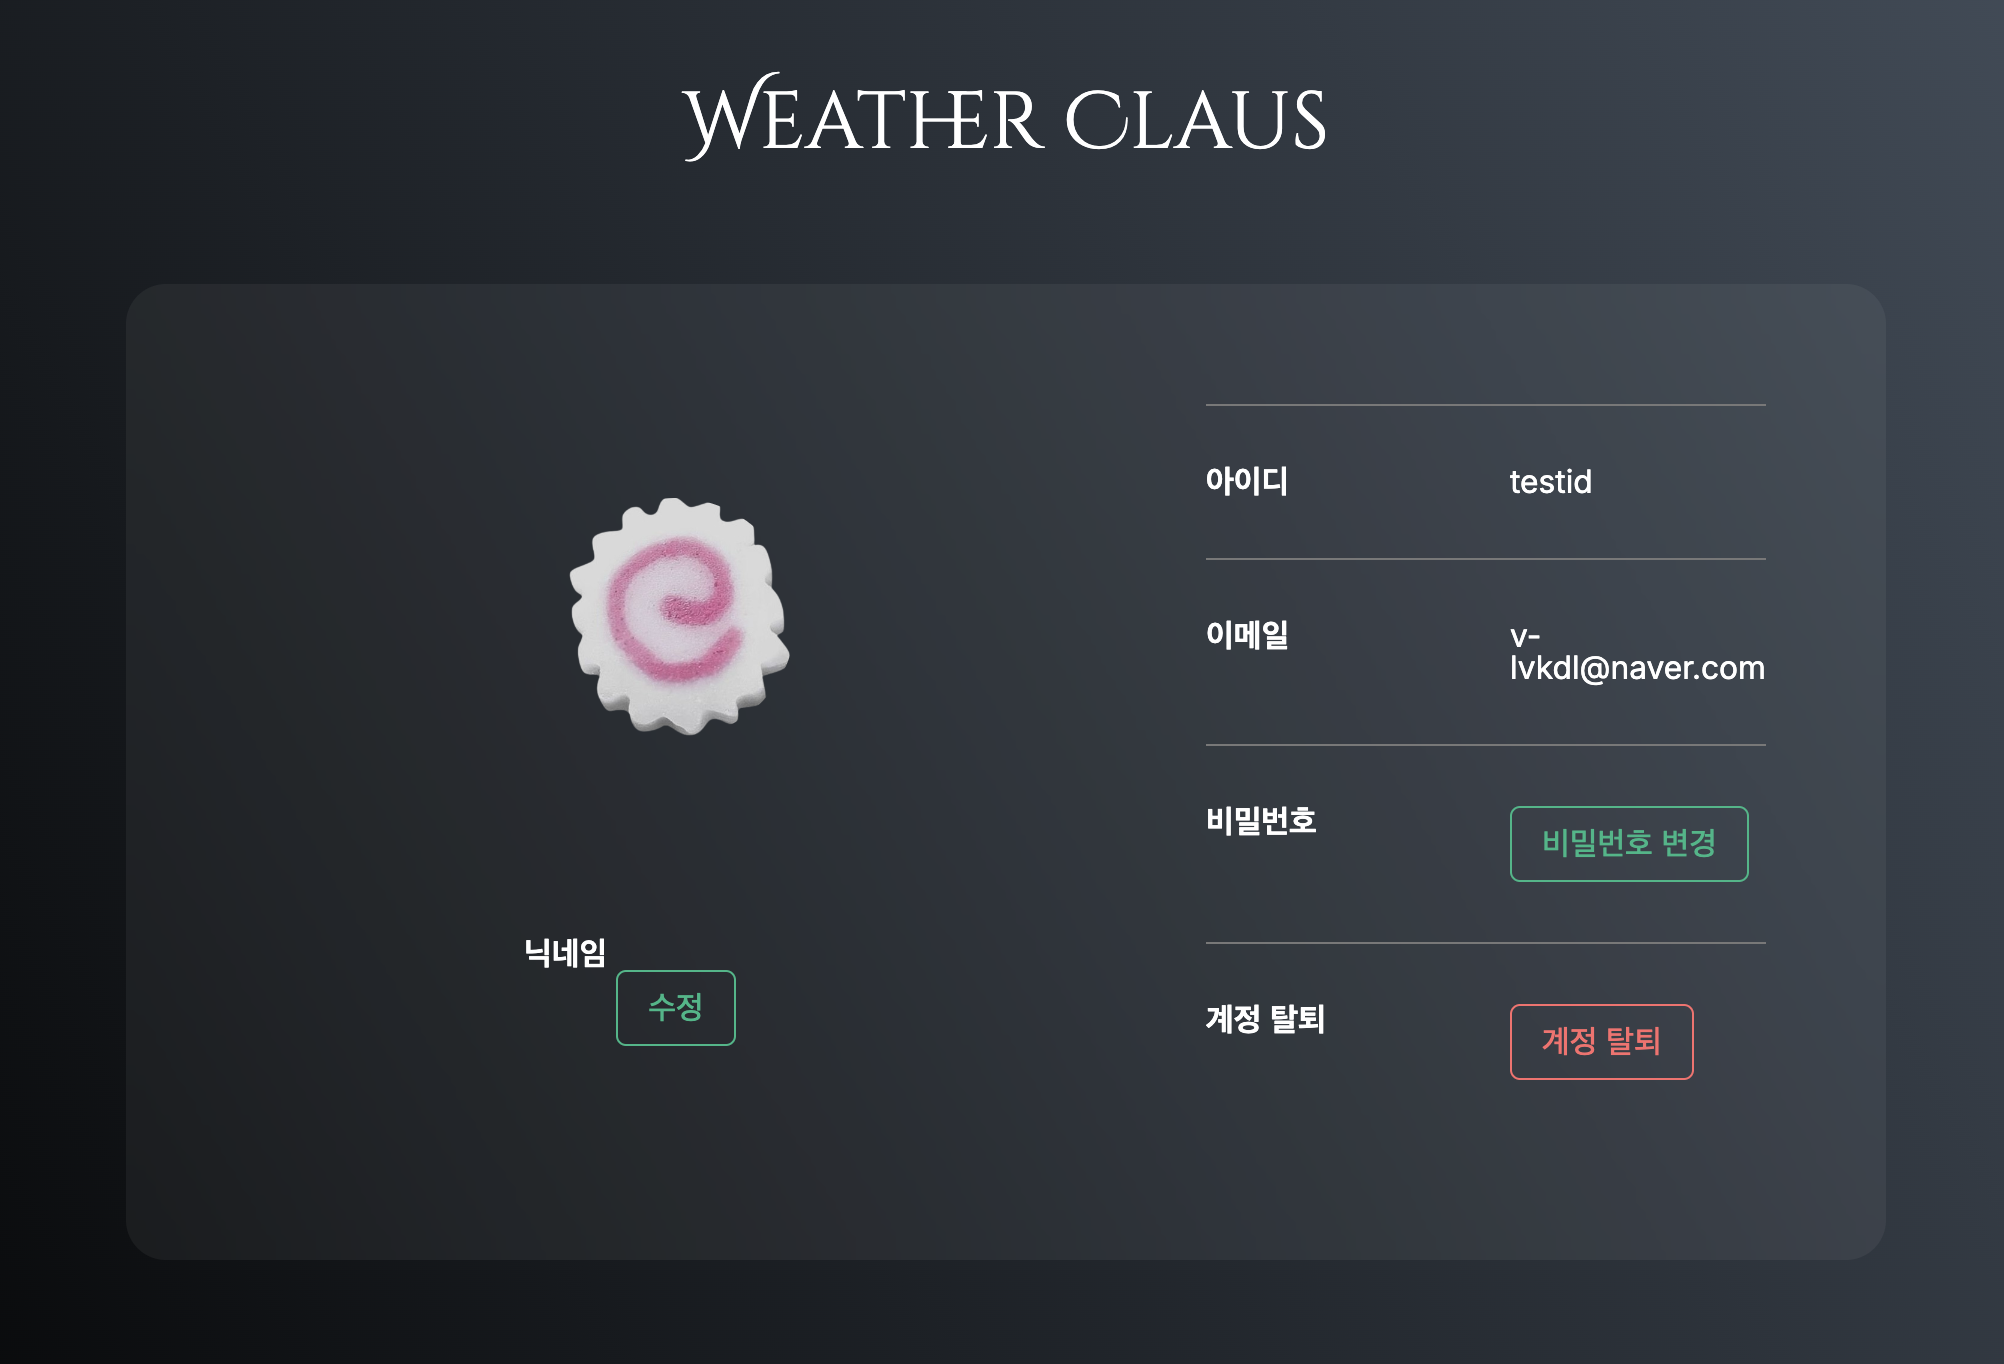 WEATHER CLAUS
닉네임
수정
아이디
testid
이메일
v-
lvkdl@naver.com
비밀번호
비밀번호 변경
계정 탈퇴
계정 탈퇴